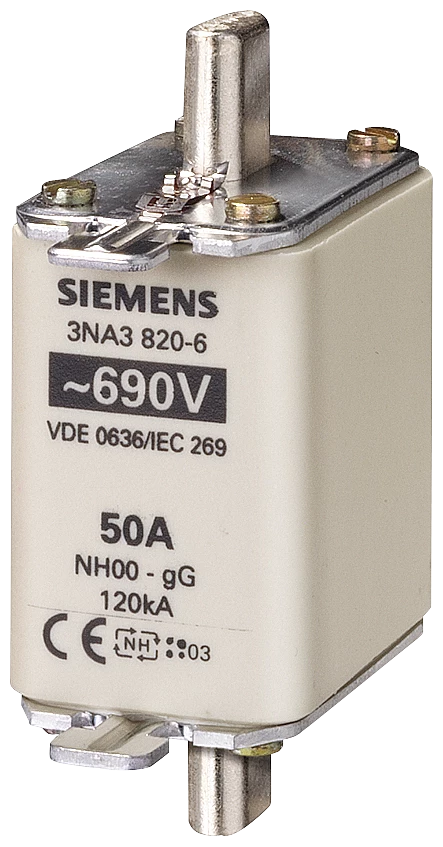 SIEMENS
3NA3 820-6
~690V
VDE 0636/IEC 269
50A
NH00 - gG
120kA
CE NH 03